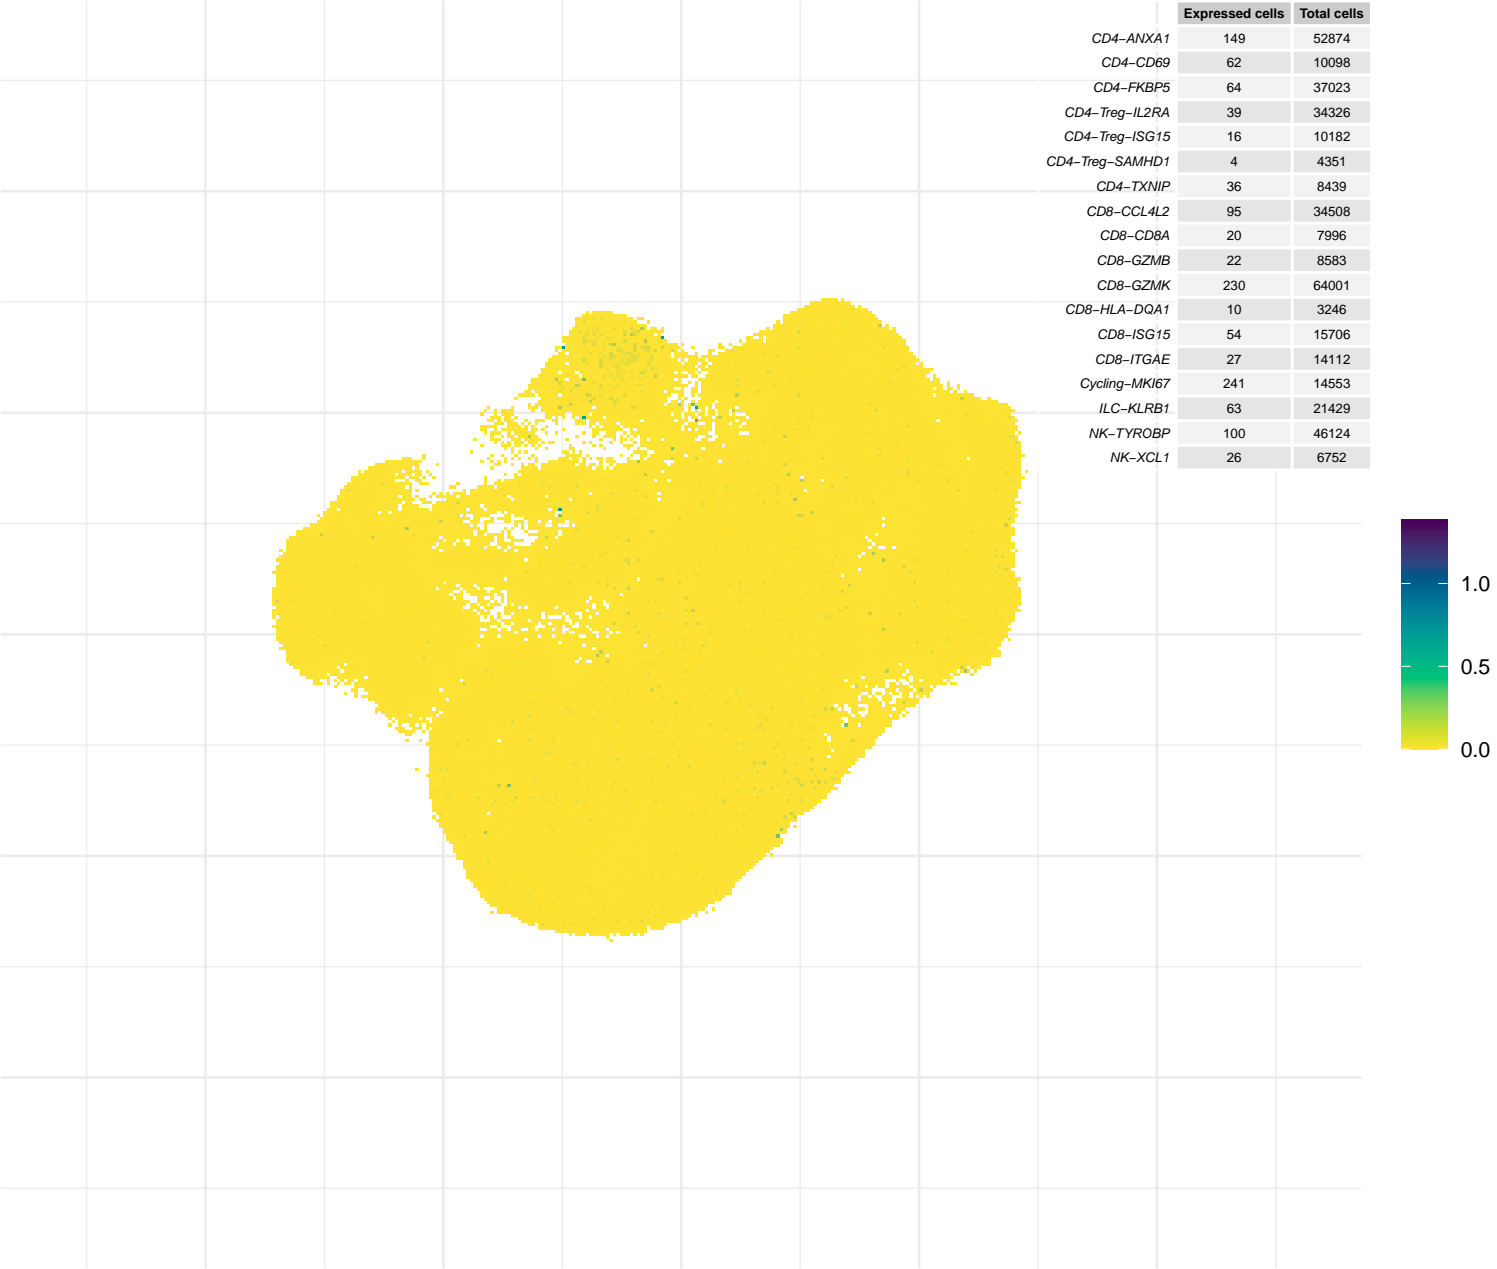 Expressed cells Total cells
CD4−ANXA1 149 52874
CD4−CD69 62 10098
CD4−FKBP5 64 37023
CD4−Treg−IL2RA 39 34326
CD4−Treg−ISG15 16 10182
CD4−Treg−SAMHD1 4 4351
CD4−TXNIP 36 8439
CD8−CCL4L2 95 34508
CD8−CD8A 20 7996
CD8−GZMB 22 8583
CD8−GZMK 230 64001
CD8−HLA−DQA1 10 3246
CD8−ISG15 54 15706
CD8−ITGAE 27 14112
Cycling−MKI67 241 14553
ILC−KLRB1 63 21429
NK−TYROBP 100 46124
NK−XCL1 26 6752
1.0
0.5
0.0